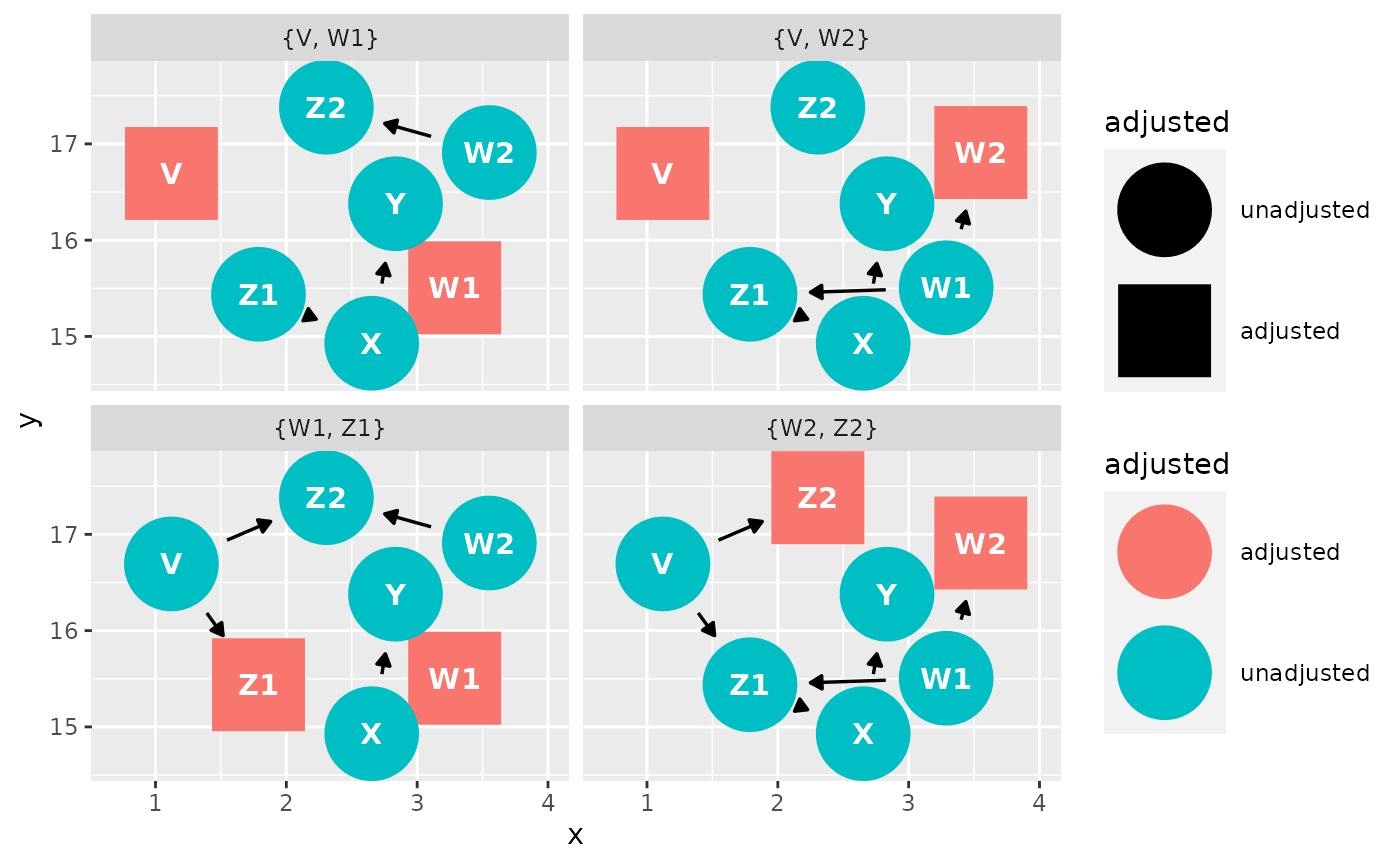 {V, W1}
{V, W2}
Z2
W2
V
Y
Z1
W1
X
Z2
W2
V
Y
Z1
W1
X
17
16
15
{W1, Z1}
{W2, Z2}
Z2
W2
V
Y
Z1
W1
X
Z2
W2
V
Y
Z1
W1
X
17
16
15
1 2 3 4
1 2 3 4
x
y
adjusted
unadjusted
adjusted
adjusted
adjusted
unadjusted